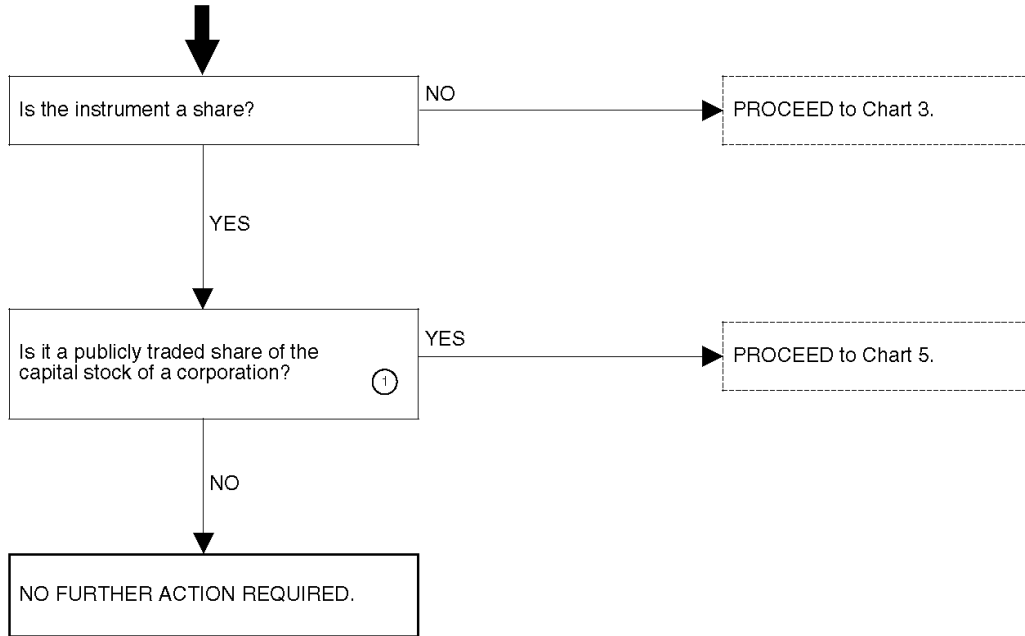 Is the instrument a share?
NO
PROCEED to Chart 3.
YES
Is it a publicly traded share of the
capital stock of a corporation?
1
YES
PROCEED to Chart 5.
NO
NO FURTHER ACTION REQUIRED.